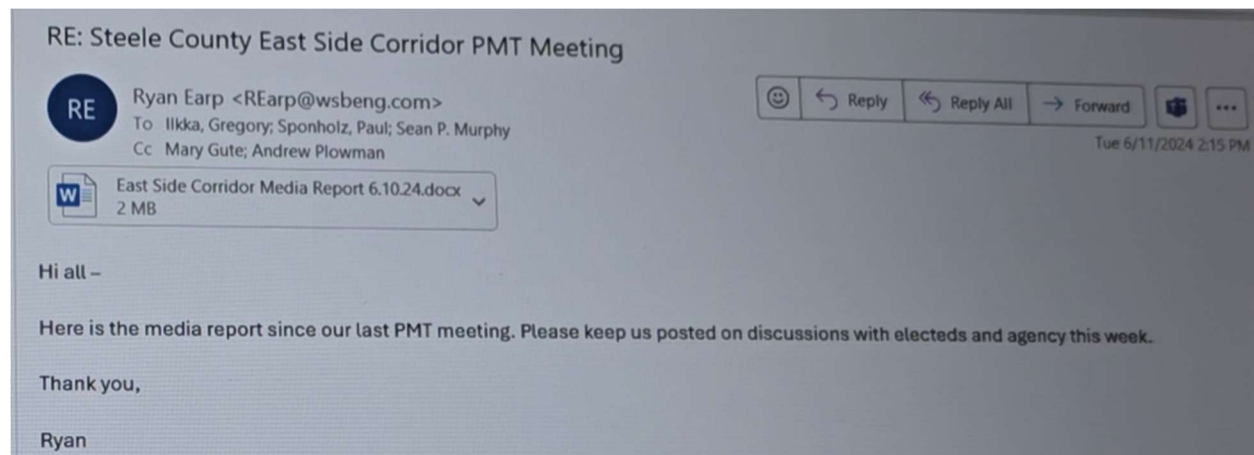 RE: Steele County East Side Corridor PMT Meeting
RE
Ryan Earp <REarp@wsbeng.com>
To Ilkka, Gregory; Sponholz, Paul; Sean P. Murphy
Cc Mary Gute; Andrew Plowman
Reply
Reply All
Forward
Tue 6/11/2024 2:15 PM
W
East Side Corridor Media Report 6.10.24.docx
2 MB
Hi all –
Here is the media report since our last PMT meeting. Please keep us posted on discussions with electeds and agency this week.
Thank you,
Ryan